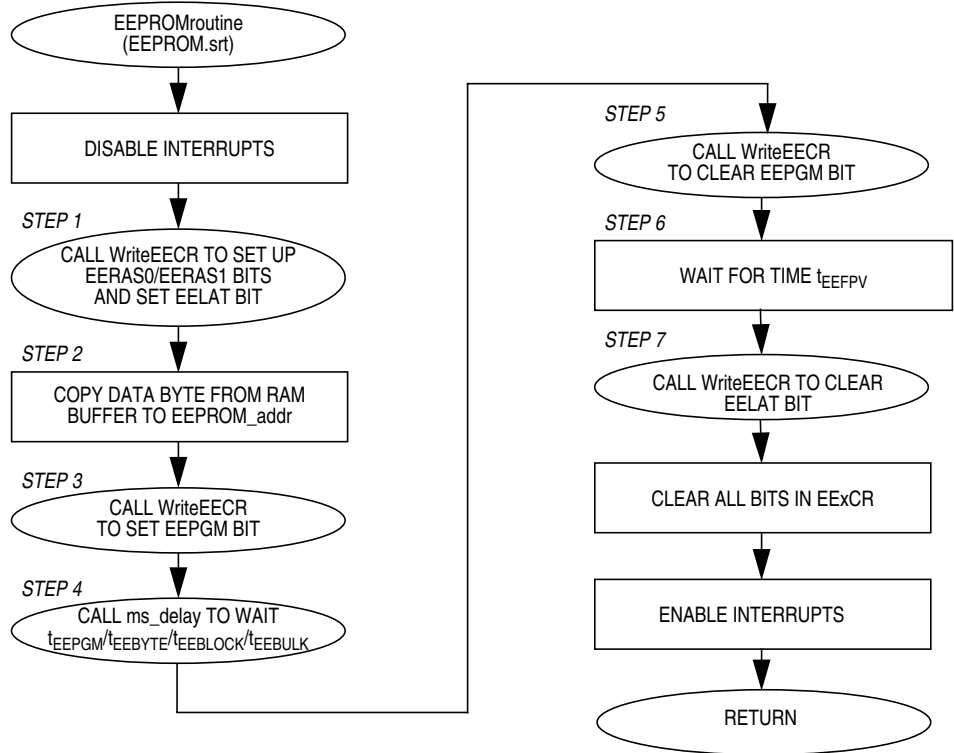 EEPROMroutine
(EEPROM.srt)
DISABLE INTERRUPTS
STEP 1
CALL WriteEECR TO SET UP
EERAS0/EERAS1 BITS
AND SET EELAT BIT
STEP 2
COPY DATA BYTE FROM RAM
BUFFER TO EEPROM_addr
STEP 3
CALL WriteEECR
TO SET EEPGM BIT
STEP 4
CALL ms_delay TO WAIT
tEEPGM/tEEBYTE/tEEBLOCK/tEEBULK
STEP 5
CALL WriteEECR
TO CLEAR EEPGM BIT
STEP 6
WAIT FOR TIME tEEFPV
STEP 7
CALL WriteEECR TO CLEAR
EELAT BIT
CLEAR ALL BITS IN EExCR
ENABLE INTERRUPTS
RETURN